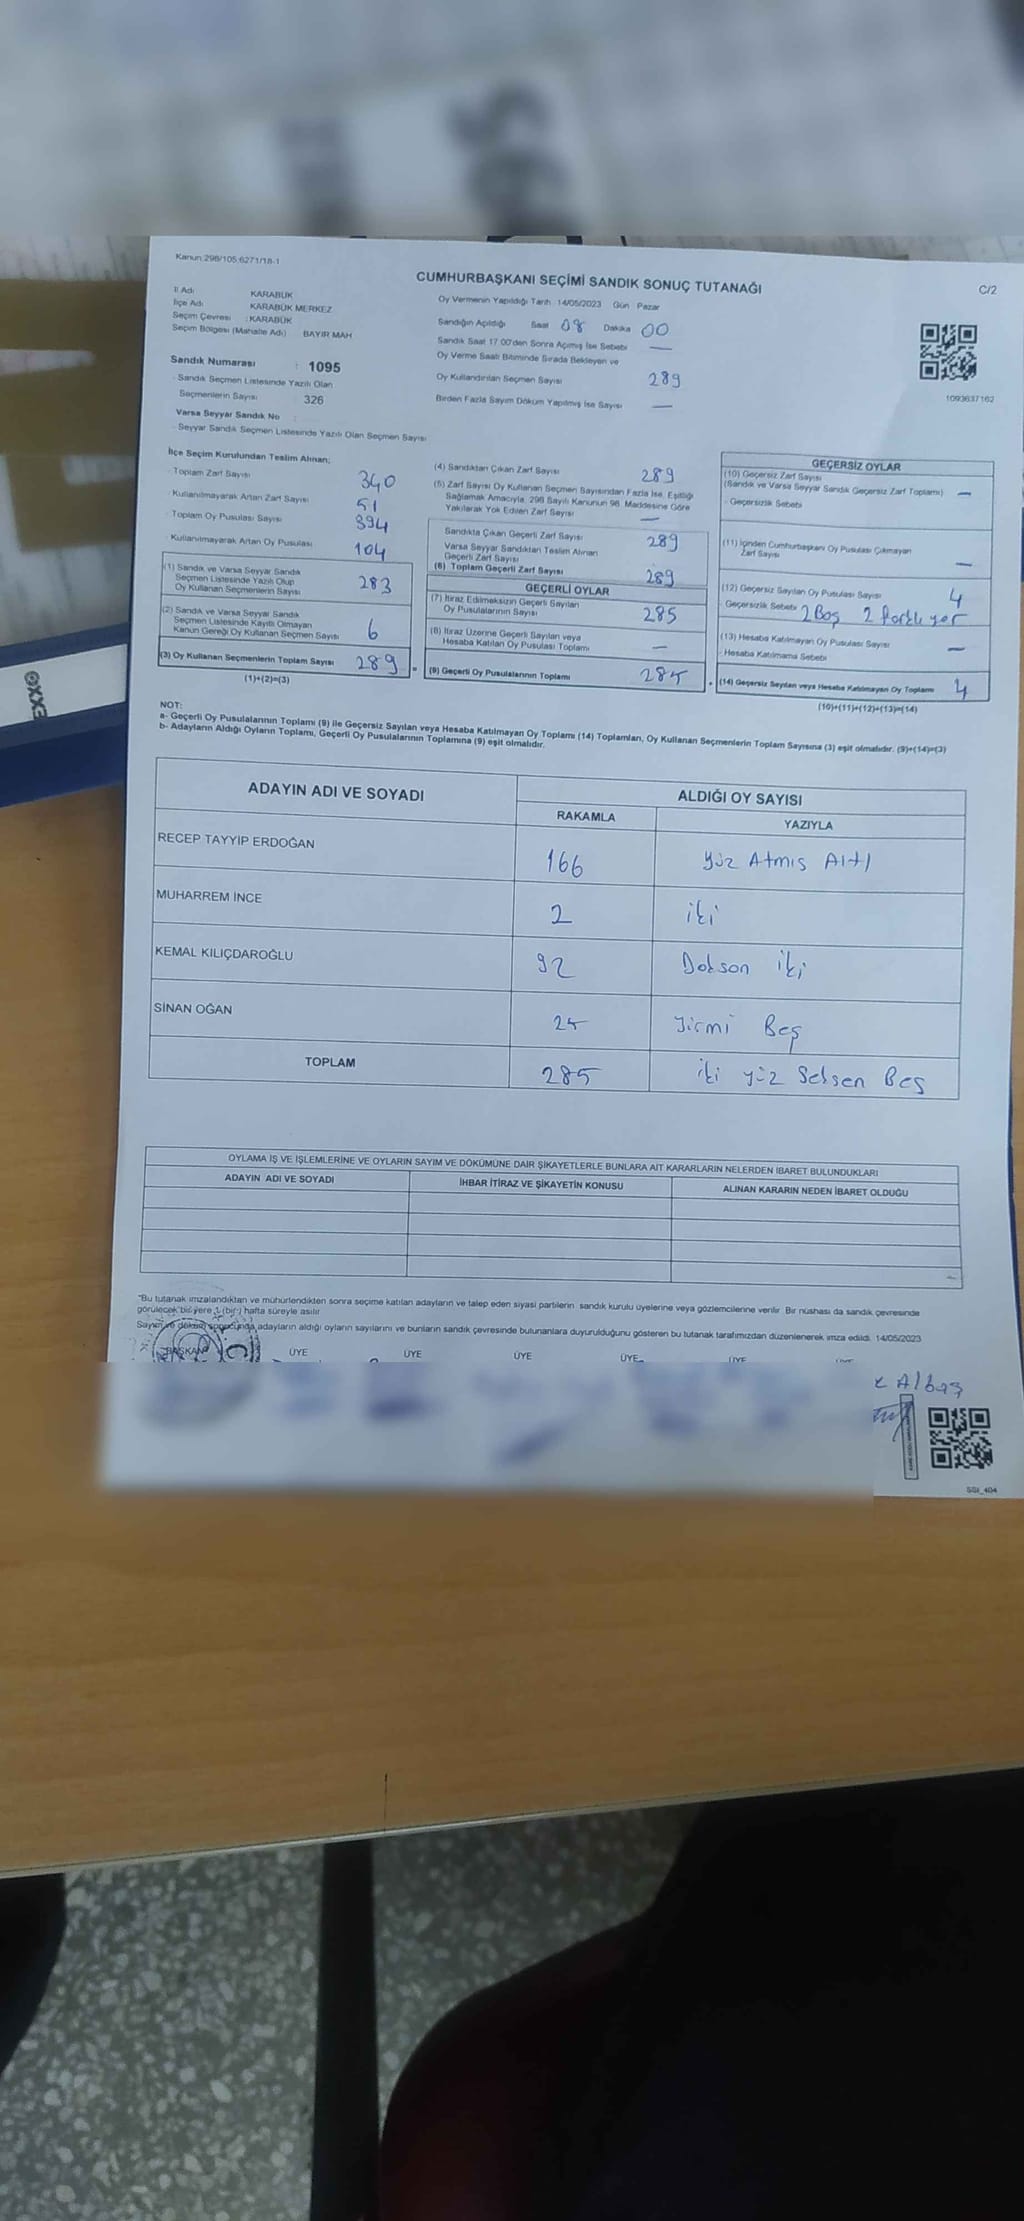 Kanun:298/105;6271/18-1
CUMHURBAŞKANI SEÇİMİ SANDIK SONUÇ TUTANAĞI
C/2
İl Adı KARABÜK
İlçe Adı KARABÜK MERKEZ
Seçim Çevresi : KARABÜK
Seçim Bölgesi (Mahalle Adı) BAYIR MAH
Sandık Numarası : 1095
Sandık Seçmen Listesinde Yazılı Olan
Seçmenlerin Sayısı : 326
Varsa Seyyar Sandık No
Seyyar Sandık Seçmen Listesinde Yazılı Olan Seçmen Sayısı
Oy Vermenin Yapıldığı Tarih 14/05/2023 Gün Pazar
Sandığın Açıldığı Saat 08 Dakika 00
Sandık Saat 17:00'den Sonra Açılmış İse Sebebi —
Oy Verme Saati Bitiminde Sırada Bekleyen ve
Oy Kullandırılan Seçmen Sayısı 289
Birden Fazla Sayım Döküm Yapılmış İse Sayısı —
1093637162
İlçe Seçim Kurulundan Teslim Alınan;
Toplam Zarf Sayısı 340
Kullanılmayarak Artan Zarf Sayısı 51
Toplam Oy Pusulası Sayısı 394
Kullanılmayarak Artan Oy Pusulası 104
(1) Sandık ve Varsa Seyyar Sandık
Seçmen Listesinde Yazılı Olup
Oy Kullanan Seçmenlerin Sayısı 283
(2) Sandık ve Varsa Seyyar Sandık
Seçmen Listesinde Kayıtlı Olmayan
Kanun Gereği Oy Kullanan Seçmen Sayısı 6
(3) Oy Kullanan Seçmenlerin Toplam Sayısı 289
(1)+(2)=(3)
(4) Sandıktan Çıkan Zarf Sayısı 289
(5) Zarf Sayısı Oy Kullanan Seçmen Sayısından Fazla İse, Eşitliği
Sağlamak Amacıyla, 298 Sayılı Kanunun 98. Maddesine Göre
Yakılarak Yok Edilen Zarf Sayısı —
Sandıkta Çıkan Geçerli Zarf Sayısı 289
Varsa Seyyar Sandıktan Teslim Alınan
Geçerli Zarf Sayısı
(6) Toplam Geçerli Zarf Sayısı 289
GEÇERLİ OYLAR
(7) İtiraz Edilmeksizin Geçerli Sayılan
Oy Pusulalarının Sayısı 285
(8) İtiraz Üzerine Geçerli Sayılan veya
Hesaba Katılan Oy Pusulası Toplamı —
(9) Geçerli Oy Pusulalarının Toplamı 285
GEÇERSİZ OYLAR
(10) Geçersiz Zarf Sayısı
(Sandık ve Varsa Seyyar Sandık Geçersiz Zarf Toplamı) —
Geçersizlik Sebebi
(11) İçinden Cumhurbaşkanı Oy Pusulası Çıkmayan
Zarf Sayısı —
(12) Geçersiz Sayılan Oy Pusulası Sayısı 4
Geçersizlik Sebebi 2 Boş 2 farklı yer
(13) Hesaba Katılmayan Oy Pusulası Sayısı —
Hesaba Katılmama Sebebi
(14) Geçersiz Sayılan veya Hesaba Katılmayan Oy Toplamı 4
(10)+(11)+(12)+(13)=(14)
NOT:
a- Geçerli Oy Pusulalarının Toplamı (9) ile Geçersiz Sayılan veya Hesaba Katılmayan Oy Toplamı (14) Toplamları, Oy Kullanan Seçmenlerin Toplam Sayısına (3) eşit olmalıdır. (9)+(14)=(3)
b- Adayların Aldığı Oyların Toplamı, Geçerli Oy Pusulalarının Toplamına (9) eşit olmalıdır.
ADAYIN ADI VE SOYADI ALDIĞI OY SAYISI
RAKAMLA YAZIYLA
RECEP TAYYİP ERDOĞAN 166 Yüz Atmış Altı
MUHARREM İNCE 2 iki
KEMAL KILIÇDAROĞLU 92 Doksan iki
SİNAN OĞAN 25 Yirmi Beş
TOPLAM 285 iki yüz Seksen Beş
OYLAMA İŞ VE İŞLEMLERİNE VE OYLARIN SAYIM VE DÖKÜMÜNE DAİR ŞİKAYETLERLE BUNLARA AİT KARARLARIN NELERDEN İBARET BULUNDUKLARI
ADAYIN ADI VE SOYADI İHBAR İTİRAZ VE ŞİKAYETİN KONUSU ALINAN KARARIN NEDEN İBARET OLDUĞU
"Bu tutanak imzalandıktan ve mühürlendikten sonra seçime katılan adayların ve talep eden siyasi partilerin sandık kurulu üyelerine veya gözlemcilerine verilir. Bir nüshası da sandık çevresinde
görülecek bir yere 1 (bir) hafta süreyle asılır.
Sayım ve döküm sonucunda adayların aldığı oyların sayılarını ve bunların sandık çevresinde bulunanlara duyurulduğunu gösteren bu tutanak tarafımızdan düzenlenerek imza edildi. 14/05/2023
BAŞKAN ÜYE ÜYE ÜYE ÜYE ÜYE
Albaş
SSI_404